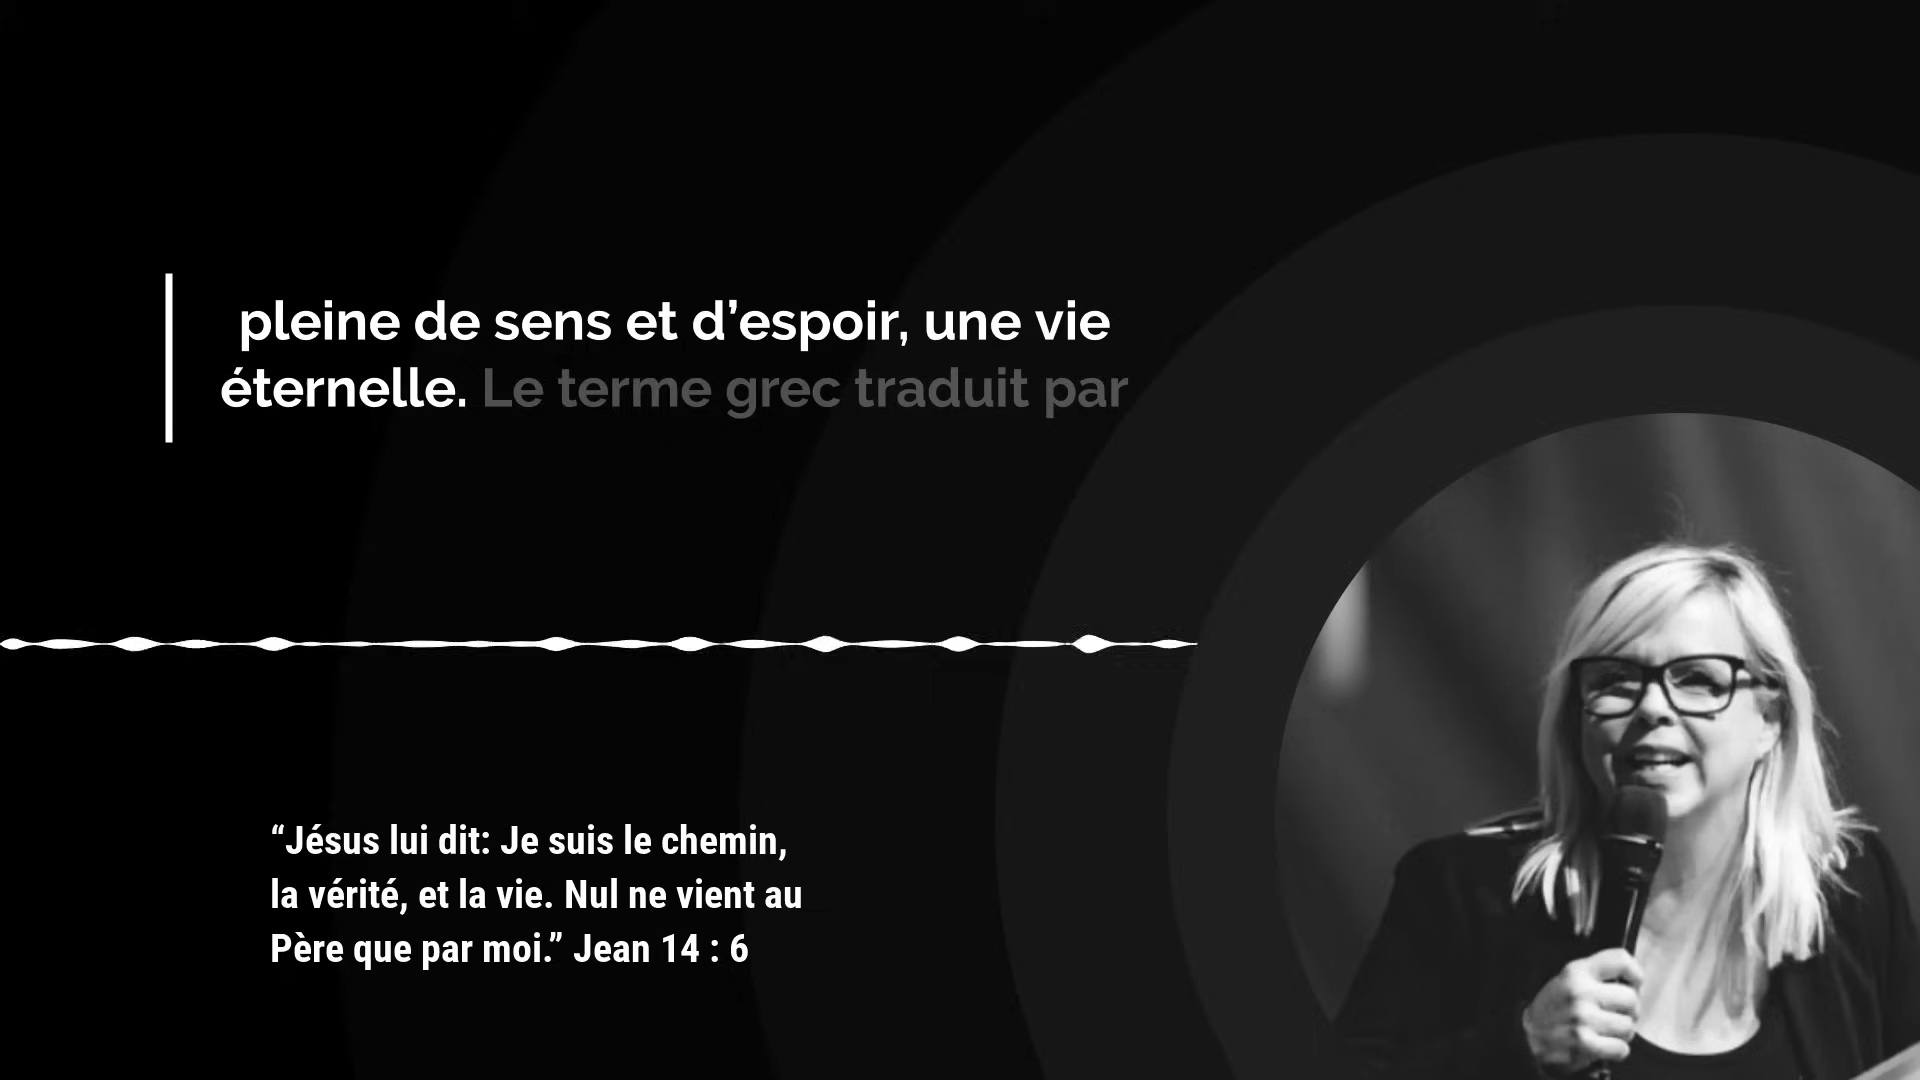 pleine de sens et d’espoir, une vie
éternelle. Le terme grec traduit par
“Jésus lui dit: Je suis le chemin,
la vérité, et la vie. Nul ne vient au
Père que par moi.” Jean 14 : 6